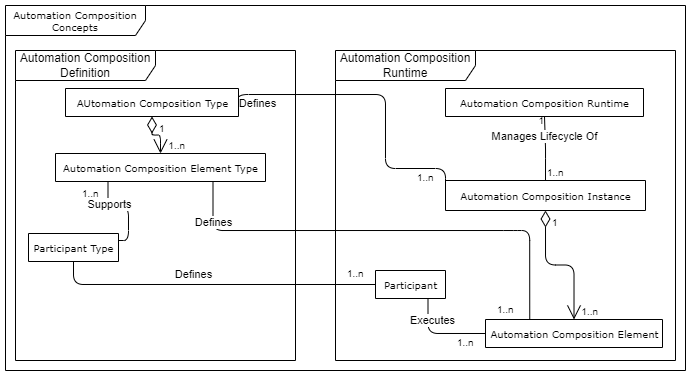 Automation Composition
Concepts
Automation Composition
Definition
AUtomation Composition Type
Defines
1
1..n
Automation Composition Element Type
1..n
Supports
Defines
Participant Type
Defines
1..n
Automation Composition
Runtime
Automation Composition Runtime
1
Manages Lifecycle Of
1..n
1..n
Automation Composition Instance
1
Participant
Executes
1..n
1..n
1..n
Automation Composition Element